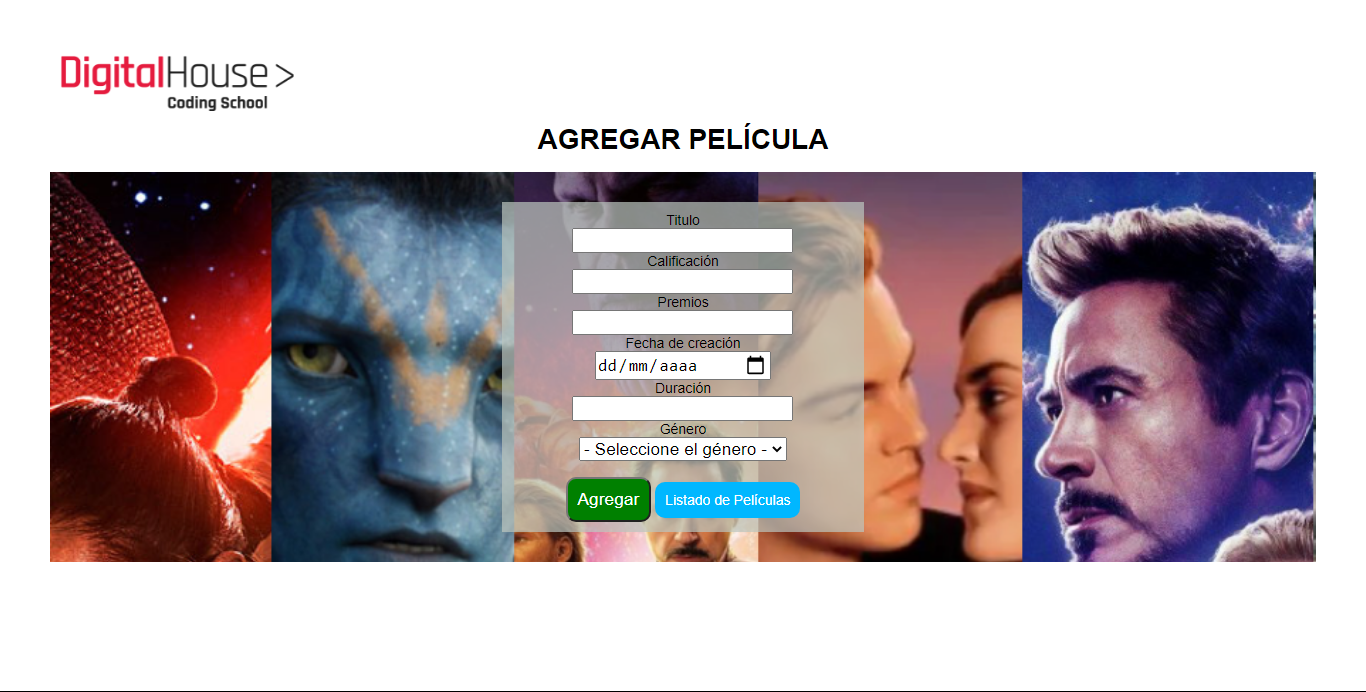 DigitalHouse >
Coding School
AGREGAR PELÍCULA
Titulo
Calificación
Premios
Fecha de creación
dd/mm/aaaa
Duración
Género
- Seleccione el género -
Agregar
Listado de Películas